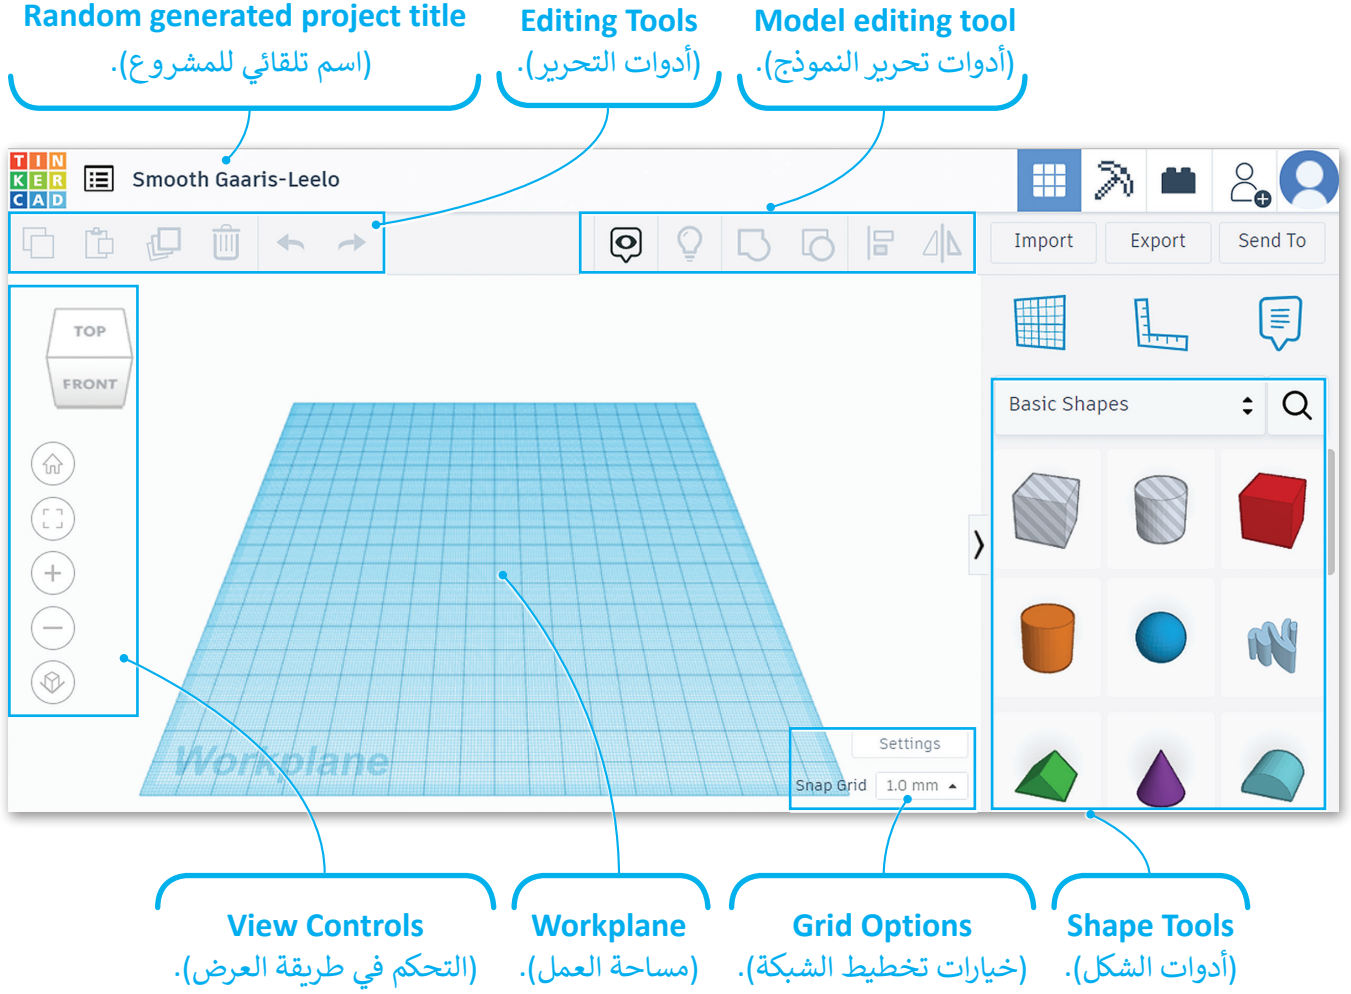 Random generated project title
(اسم تلقائي للمشروع).
Editing Tools
(أدوات التحرير).
Model editing tool
(أدوات تحرير النموذج).
TIN
KER
CAD
Smooth Gaaris-Leelo
Import
Export
Send To
TOP
FRONT
Basic Shapes
Workplane
Settings
Snap Grid
1.0 mm
View Controls
(التحكم في طريقة العرض).
Workplane
(مساحة العمل).
Grid Options
(خيارات تخطيط الشبكة).
Shape Tools
(أدوات الشكل).